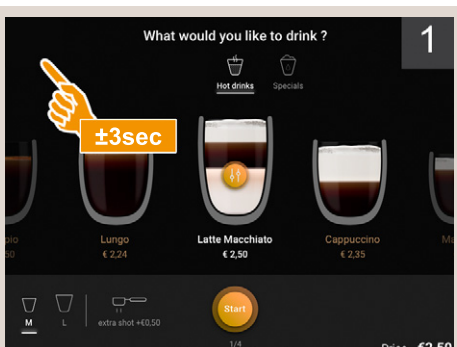 What would you like to drink ?
1
Hot drinks
Specials
±3sec
Lungo
Latte Macchiato
Cappuccino
€ 2,24
€ 2,50
€ 2,35
M
L
extra shot +€0,50
Start
1/4
€2,50